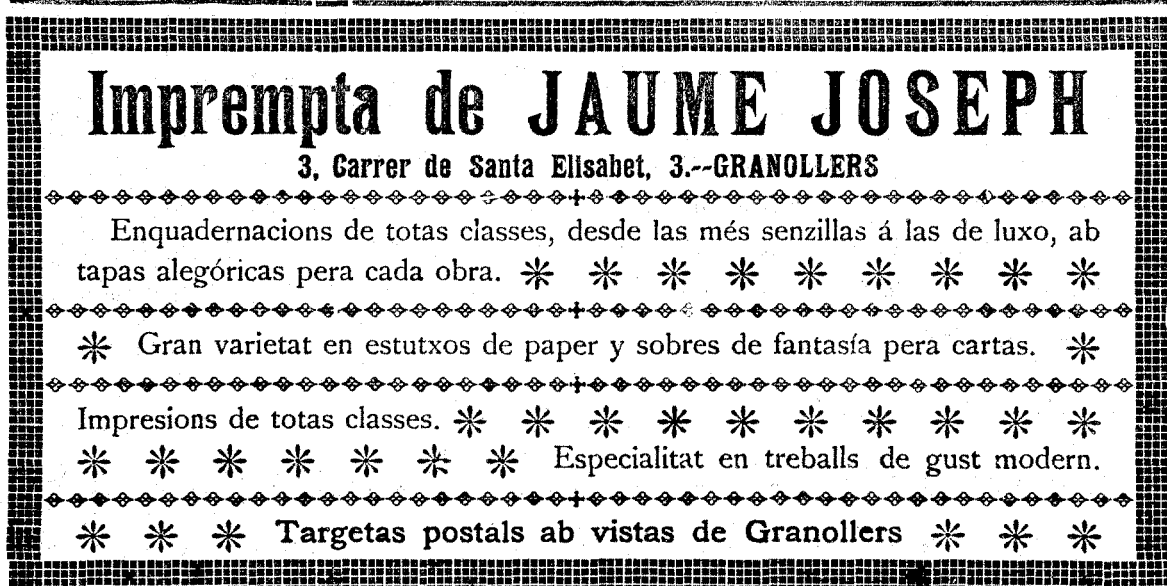 Imprempta de JAUME JOSEPH
3, Carrer de Santa Elisabet, 3.--GRANOLLERS
Enquadernacions de totas classes, desde las més senzillas á las de luxo, ab
tapas alegóricas pera cada obra.
Gran varietat en estutxos de paper y sobres de fantasía pera cartas.
Impresions de totas classes.
Especialitat en treballs de gust modern.
Targetas postals ab vistas de Granollers